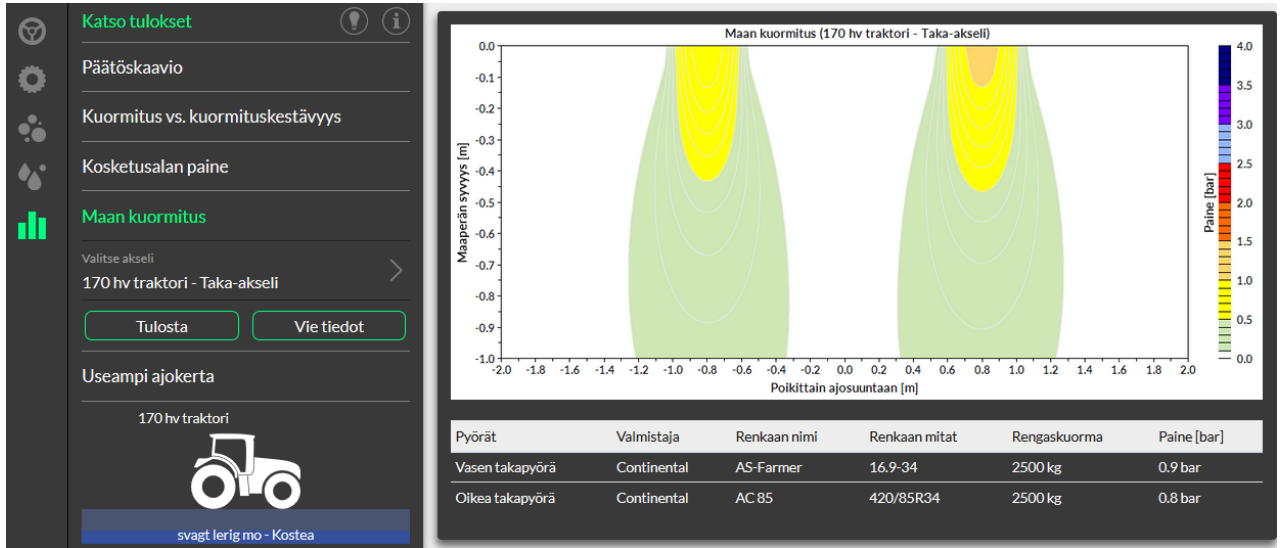 Katso tulokset
Päätöskaavio
Kuormitus vs. kuormituskestävyys
Kosketusalan paine
Maan kuormitus
Valitse akseli
170 hv traktori - Taka-akseli
Tulosta Vie tiedot
Useampi ajokerta
170 hv traktori
svagt lerig mo - Kostea
Maan kuormitus (170 hv traktori - Taka-akseli)
Maaperän syvyys [m]
0.0
-0.1
-0.2
-0.3
-0.4
-0.5
-0.6
-0.7
-0.8
-0.9
-1.0
-2.0 -1.8 -1.6 -1.4 -1.2 -1.0 -0.8 -0.6 -0.4 -0.2 0.0 0.2 0.4 0.6 0.8 1.0 1.2 1.4 1.6 1.8 2.0
Poikittain ajosuuntaan [m]
Paine [bar]
4.0
3.5
3.0
2.5
2.0
1.5
1.0
0.5
0.0
Pyörät Valmistaja Renkaan nimi Renkaan mitat Rengaskuorma Paine [bar]
Vasen takapyörä Continental AS-Farmer 16.9-34 2500 kg 0.9 bar
Oikea takapyörä Continental AC 85 420/85R34 2500 kg 0.8 bar